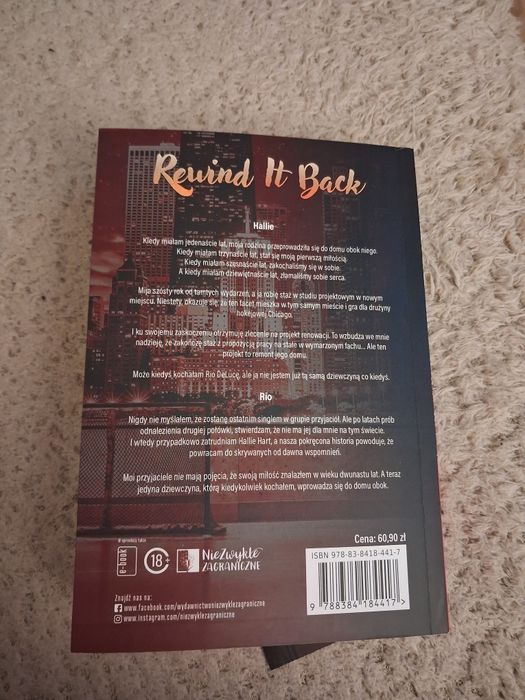 Rewind It Back
Hallie
Kiedy miałam jedenaście lat, moja rodzina przeprowadziła się do domu obok niego.
Kiedy miałam trzynaście lat, stał się moją pierwszą miłością.
Kiedy miałam szesnaście lat, zakochaliśmy się w sobie.
A kiedy miałam dziewiętnaście lat, złamaliśmy sobie serca.
Mija szósty rok od tamtych wydarzeń, a ja robię staż w studiu projektowym w nowym
miejscu. Niestety, okazuje się, że ten facet mieszka w tym samym mieście i gra dla drużyny
hokejowej Chicago.
I ku swojemu zaskoczeniu otrzymuję zlecenie na projekt renowacji. To wzbudza we mnie
nadzieję, że zakończę staż z propozycją pracy na stałe w wymarzonym fachu... Ale ten
projekt to remont jego domu.
Może kiedyś kochałam Rio DeLucę, ale ja nie jestem już tą samą dziewczyną co kiedyś.
Rio
Nigdy nie myślałem, że zostanę ostatnim singlem w grupie przyjaciół. Ale po latach prób
odnalezienia drugiej połówki, stwierdzam, że nie ma jej dla mnie na tym świecie.
I wtedy przypadkowo zatrudniam Hallie Hart, a nasza pokręcona historia powoduje, że
powracam do skrywanych od dawna wspomnień.
Moi przyjaciele nie mają pojęcia, że swoją miłość znalazłem w wieku dwunastu lat. A teraz
jedyna dziewczyna, którą kiedykolwiek kochałem, wprowadza się do domu obok.
W sprzedaży także
e-book
18+
NieZwykłe
ZAGRANICZNE
Cena: 60,90 zł
ISBN 978-83-8418-441-7
9 788384 184417 >
Znajdź nas na:
www.facebook.com/wydawnictwoniezwyklezagraniczne
www.instagram.com/niezwyklezagraniczne